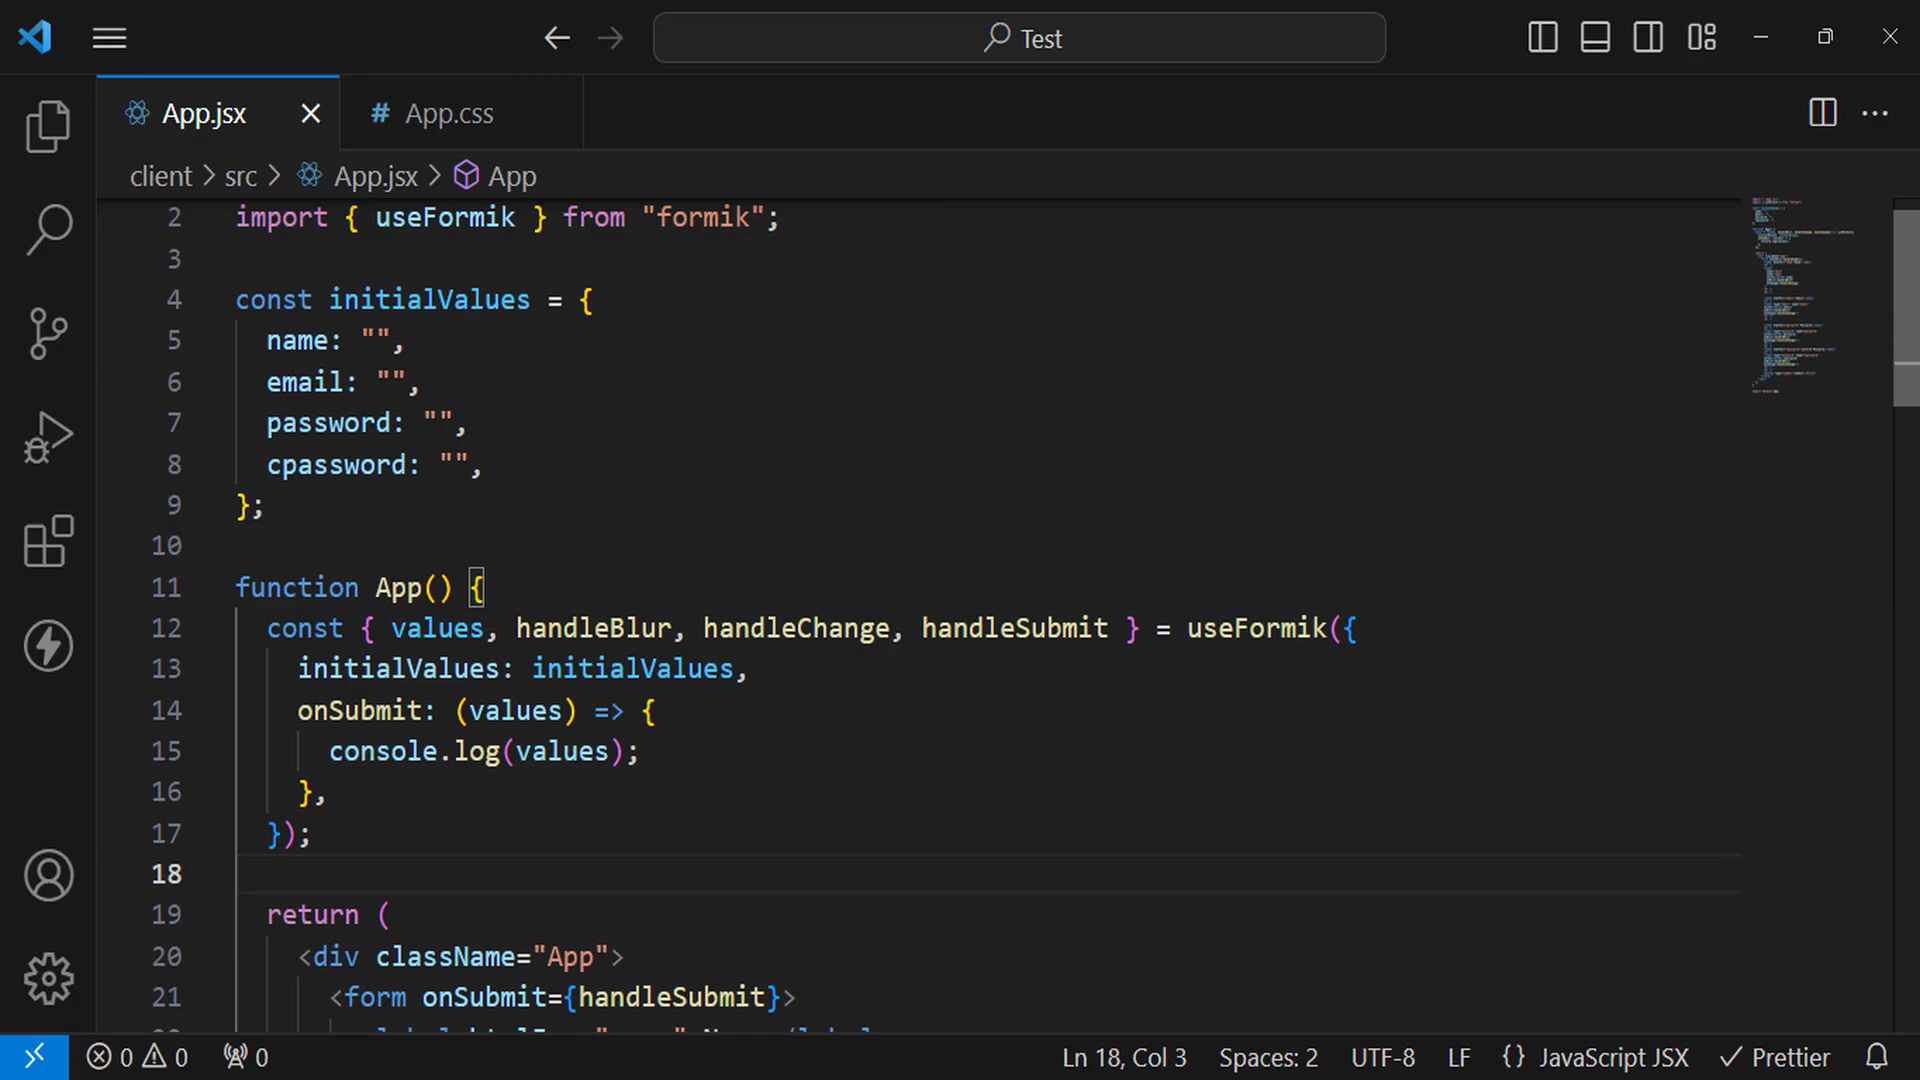 Test
App.jsx
# App.css
client > src > App.jsx > App
2 import { useFormik } from "formik";
3
4 const initialValues = {
5 name: "",
6 email: "",
7 password: "",
8 cpassword: "",
9 };
10
11 function App() {
12 const { values, handleBlur, handleChange, handleSubmit } = useFormik({
13 initialValues: initialValues,
14 onSubmit: (values) => {
15 console.log(values);
16 },
17 });
18
19 return (
20 <div className="App">
21 <form onSubmit={handleSubmit}>
0 0 0 Ln 18, Col 3 Spaces: 2 UTF-8 LF {} JavaScript JSX Prettier